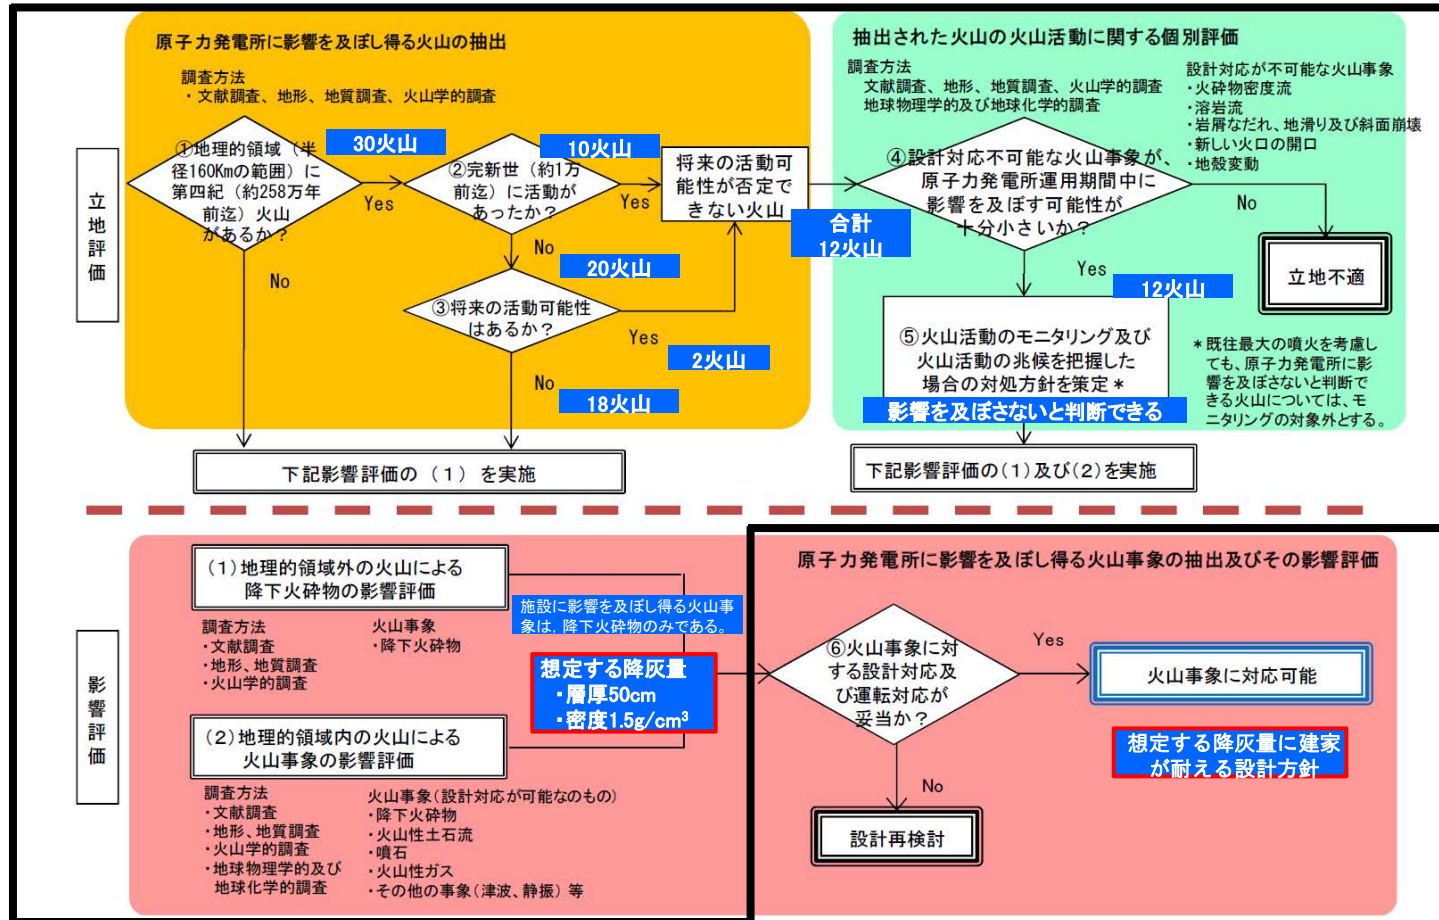 原子力発電所に影響を及ぼし得る火山の抽出
調査方法
・文献調査、地形、地質調査、火山学的調査
立地評価
①地理的領域（半
径160Kmの範囲）に
第四紀（約258万年
前迄）火山
があるか？
30火山
Yes
No
②完新世（約1万
前迄）に活動が
あったか？
10火山
Yes
No
20火山
将来の活動可
能性が否定で
きない火山
③将来の活動可能性
はあるか？
Yes
2火山
No
18火山
合計
12火山
下記影響評価の（1）を実施
抽出された火山の火山活動に関する個別評価
調査方法
文献調査、地形、地質調査、火山学的調査
地球物理学的及び地球化学的調査
設計対応が不可能な火山事象
・火砕物密度流
・溶岩流
・岩屑なだれ、地滑り及び斜面崩壊
・新しい火口の開口
・地殻変動
④設計対応不可能な火山事象が、
原子力発電所運用期間中に
影響を及ぼす可能性が
十分小さいか？
No
立地不適
Yes
12火山
⑤火山活動のモニタリング及び
火山活動の兆候を把握した
場合の対処方針を策定＊
影響を及ぼさないと判断できる
＊既往最大の噴火を考慮し
ても、原子力発電所に影
響を及ぼさないと判断で
きる火山については、モ
ニタリングの対象外とする。
下記影響評価の(1)及び(2)を実施
影響評価
(1)地理的領域外の火山による
降下火砕物の影響評価
調査方法
・文献調査
・地形、地質調査
・火山学的調査
火山事象
・降下火砕物
施設に影響を及ぼし得る火山事
象は，降下火砕物のみである。
想定する降灰量
・層厚50cm
・密度1.5g/cm³
(2)地理的領域内の火山による
火山事象の影響評価
調査方法
・文献調査
・地形、地質調査
・火山学的調査
・地球物理学的及び
地球化学的調査
火山事象(設計対応が可能なのもの)
・降下火砕物
・火山性土石流
・噴石
・火山性ガス
・その他の事象(津波、静振)等
原子力発電所に影響を及ぼし得る火山事象の抽出及びその影響評価
⑥火山事象に対
する設計対応及
び運転対応が
妥当か？
Yes
火山事象に対応可能
想定する降灰量に建家
が耐える設計方針
No
設計再検討